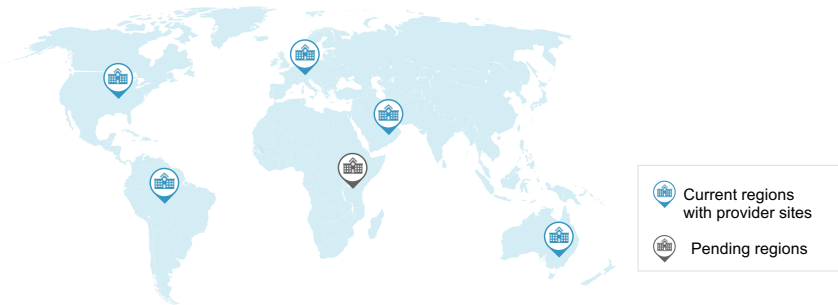 Current regions
with provider sites
Pending regions